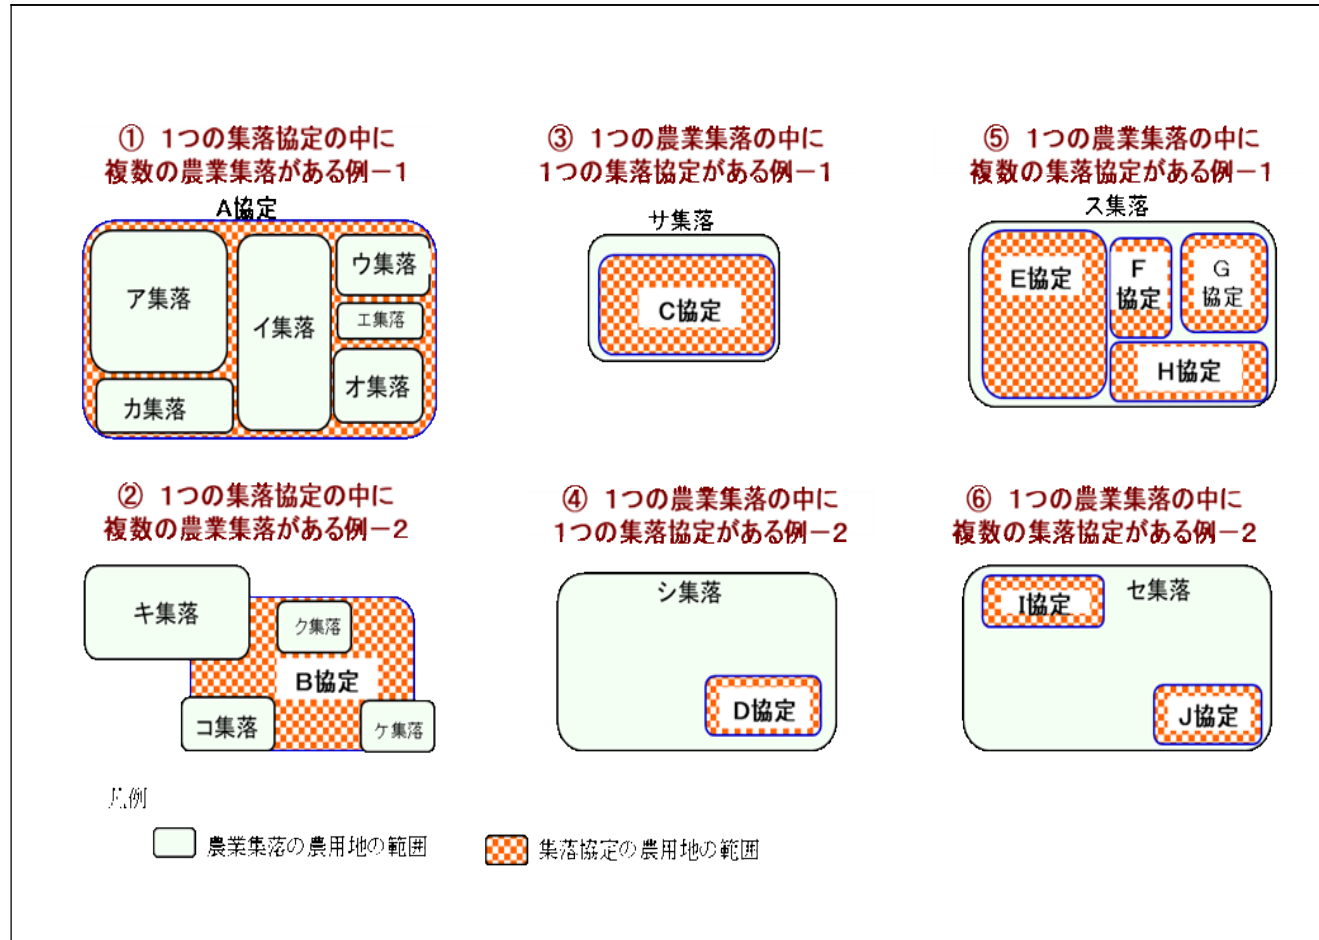 ① 1つの集落協定の中に
複数の農業集落がある例－1
A協定
ア集落
イ集落
ウ集落
エ集落
オ集落
カ集落
② 1つの集落協定の中に
複数の農業集落がある例－2
キ集落
ク集落
B協定
コ集落
ケ集落
③ 1つの農業集落の中に
1つの集落協定がある例－1
サ集落
C協定
④ 1つの農業集落の中に
1つの集落協定がある例－2
シ集落
D協定
⑤ 1つの農業集落の中に
複数の集落協定がある例－1
ス集落
E協定
F
協定
G
協定
H協定
⑥ 1つの農業集落の中に
複数の集落協定がある例－2
I協定
セ集落
J協定
凡例
農業集落の農用地の範囲
集落協定の農用地の範囲